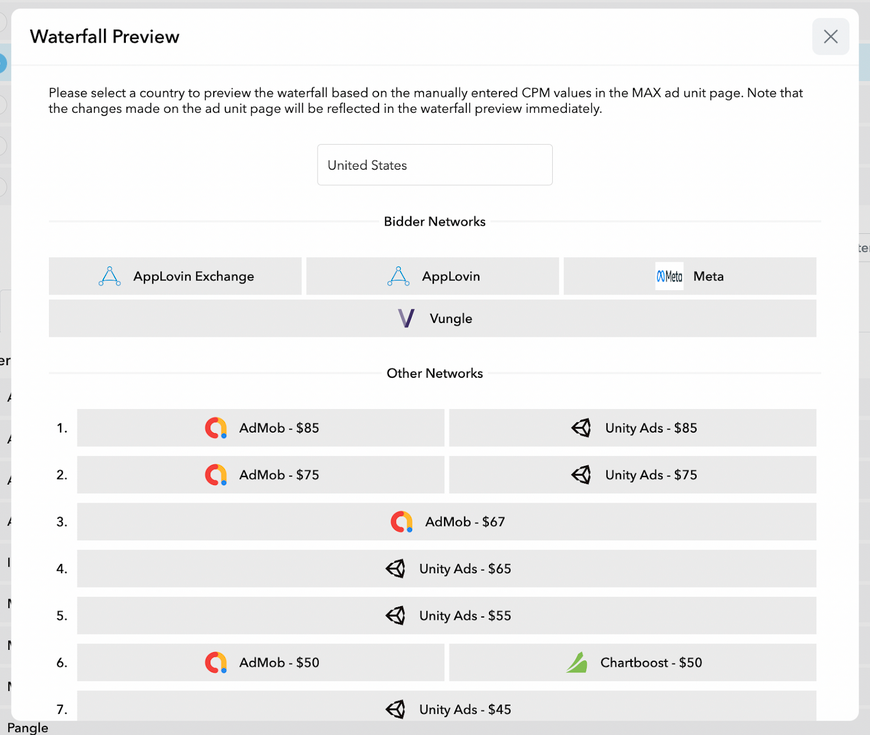 Waterfall Preview
Please select a country to preview the waterfall based on the manually entered CPM values in the MAX ad unit page. Note that
the changes made on the ad unit page will be reflected in the waterfall preview immediately.
United States
Bidder Networks
AppLovin Exchange
AppLovin
Meta
Meta
Vungle
Other Networks
1. AdMob - $85 Unity Ads - $85
2. AdMob - $75 Unity Ads - $75
3. AdMob - $67
4. Unity Ads - $65
5. Unity Ads - $55
6. AdMob - $50 Chartboost - $50
7. Unity Ads - $45
Pangle